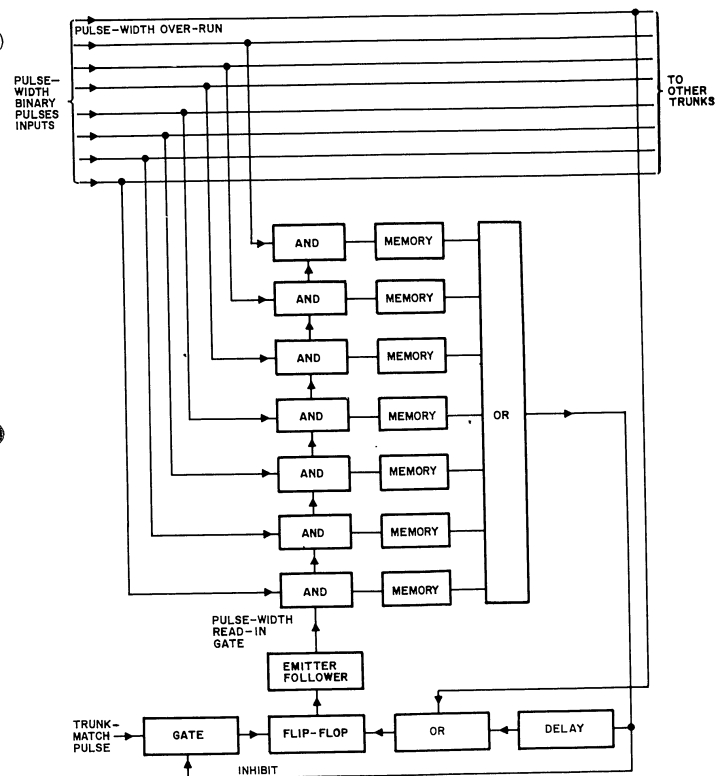 PULSE-WIDTH OVER-RUN
PULSE-
WIDTH
BINARY
PULSES
INPUTS
TO
OTHER
TRUNKS
AND
MEMORY
AND
MEMORY
AND
MEMORY
AND
MEMORY
OR
AND
MEMORY
AND
MEMORY
AND
MEMORY
PULSE-WIDTH
READ-IN
GATE
EMITTER
FOLLOWER
TRUNK-
MATCH
PULSE
GATE
FLIP-FLOP
OR
DELAY
INHIBIT